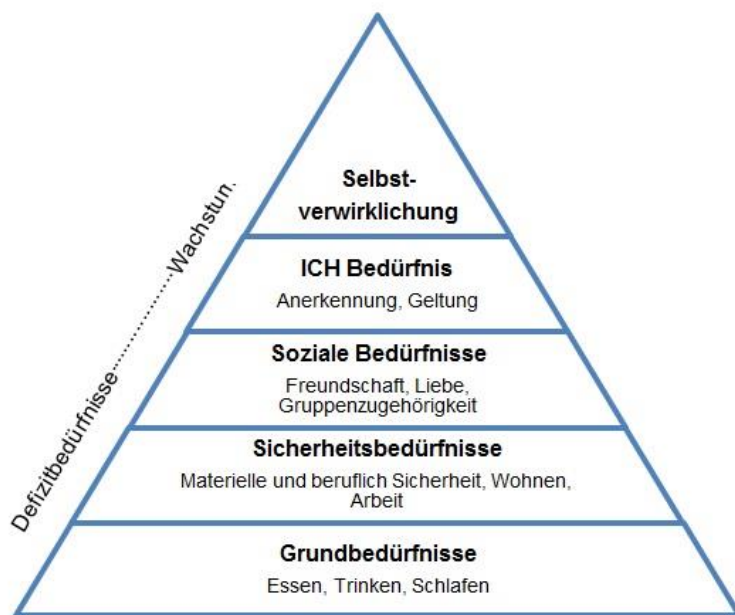 Selbst-
verwirklichung
ICH Bedürfnis
Anerkennung, Geltung
Soziale Bedürfnisse
Freundschaft, Liebe,
Gruppenzugehörigkeit
Sicherheitsbedürfnisse
Materielle und beruflich Sicherheit, Wohnen,
Arbeit
Grundbedürfnisse
Essen, Trinken, Schlafen
Defizitbedürfnisse............Wachstun.